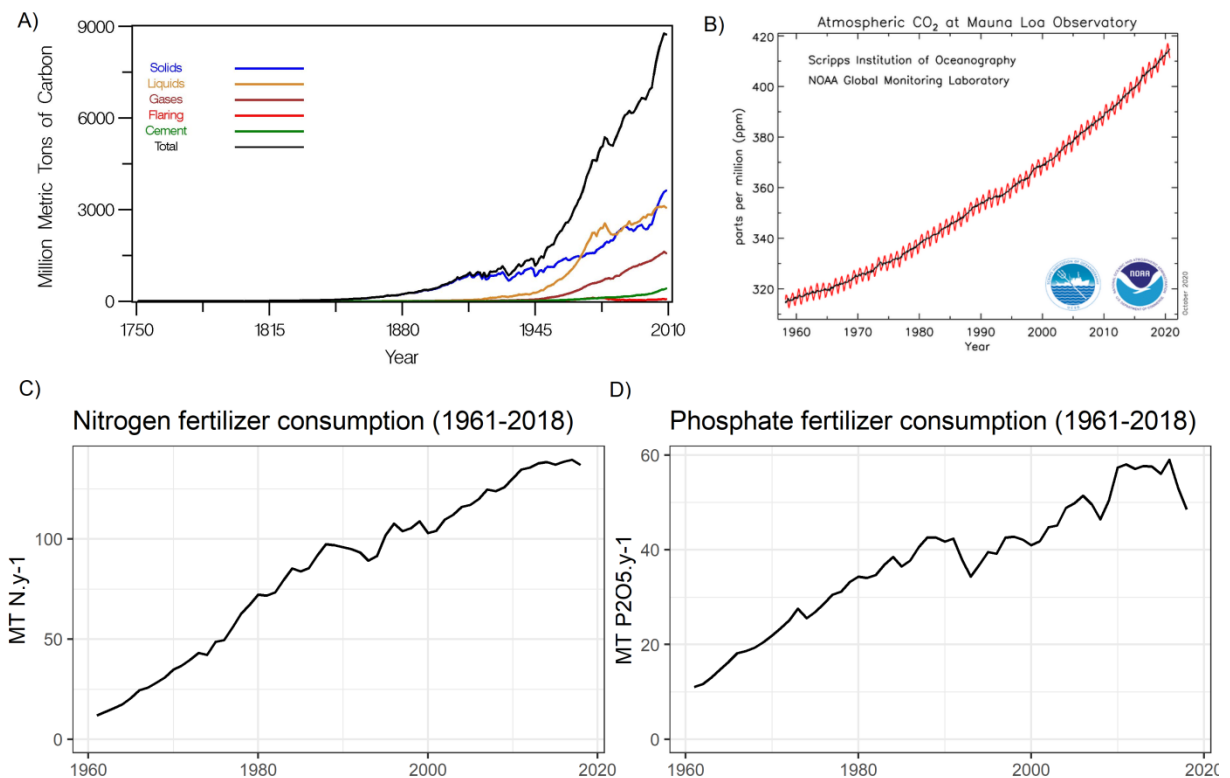 A)
9000
6000
3000
0
Million Metric Tons of Carbon
Solids
Liquids
Gases
Flaring
Cement
Total
1750
1815
1880
1945
2010
Year
B)
Atmospheric CO₂ at Mauna Loa Observatory
Scripps Institution of Oceanography
NOAA Global Monitoring Laboratory
420
400
380
360
340
320
parts per million (ppm)
1960
1970
1980
1990
2000
2010
2020
Year
NOAA
October 2020
C)
Nitrogen fertilizer consumption (1961-2018)
100
50
0
MT N.y-1
1960
1980
2000
2020
D)
Phosphate fertilizer consumption (1961-2018)
60
40
20
0
MT P2O5.y-1
1960
1980
2000
2020